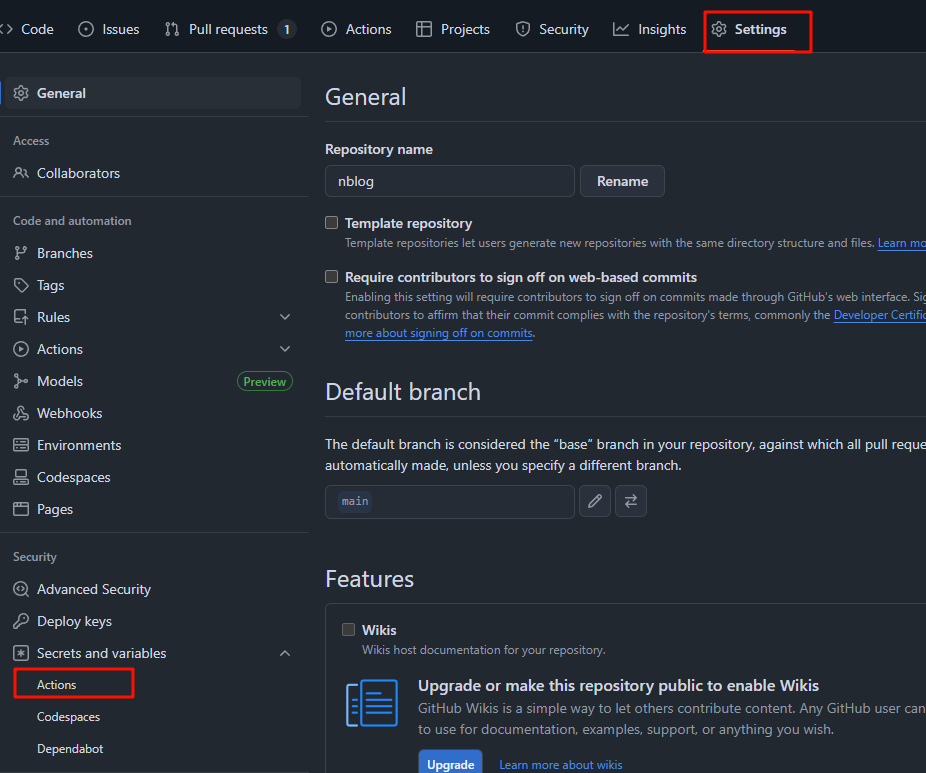 Code Issues Pull requests 1 Actions Projects Security Insights Settings
General
Access
Collaborators
Code and automation
Branches
Tags
Rules
Actions
Models Preview
Webhooks
Environments
Codespaces
Pages
Security
Advanced Security
Deploy keys
Secrets and variables
Actions
Codespaces
Dependabot
General
Repository name
nblog Rename
Template repository
Template repositories let users generate new repositories with the same directory structure and files. Learn mo
Require contributors to sign off on web-based commits
Enabling this setting will require contributors to sign off on commits made through GitHub's web interface. Sig
contributors to affirm that their commit complies with the repository's terms, commonly the Developer Certific
more about signing off on commits.
Default branch
The default branch is considered the “base” branch in your repository, against which all pull reque
automatically made, unless you specify a different branch.
main
Features
Wikis
Wikis host documentation for your repository.
Upgrade or make this repository public to enable Wikis
GitHub Wikis is a simple way to let others contribute content. Any GitHub user can
to use for documentation, examples, support, or anything you wish.
Upgrade Learn more about wikis